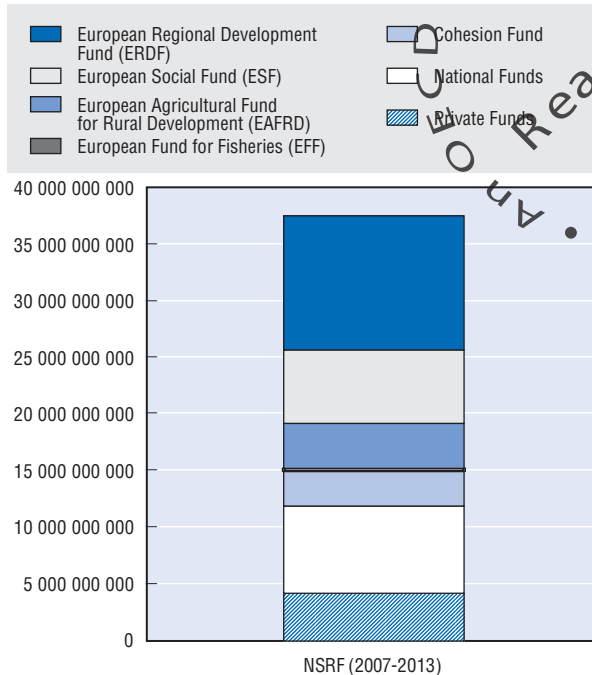 European Regional Development
Fund (ERDF)
European Social Fund (ESF)
European Agricultural Fund
for Rural Development (EAFRD)
European Fund for Fisheries (EFF)
Cohesion Fund
National Funds
Private Funds
An OECD
Rea
40 000 000 000
35 000 000 000
30 000 000 000
25 000 000 000
20 000 000 000
15 000 000 000
10 000 000 000
5 000 000 000
0
NSRF (2007-2013)